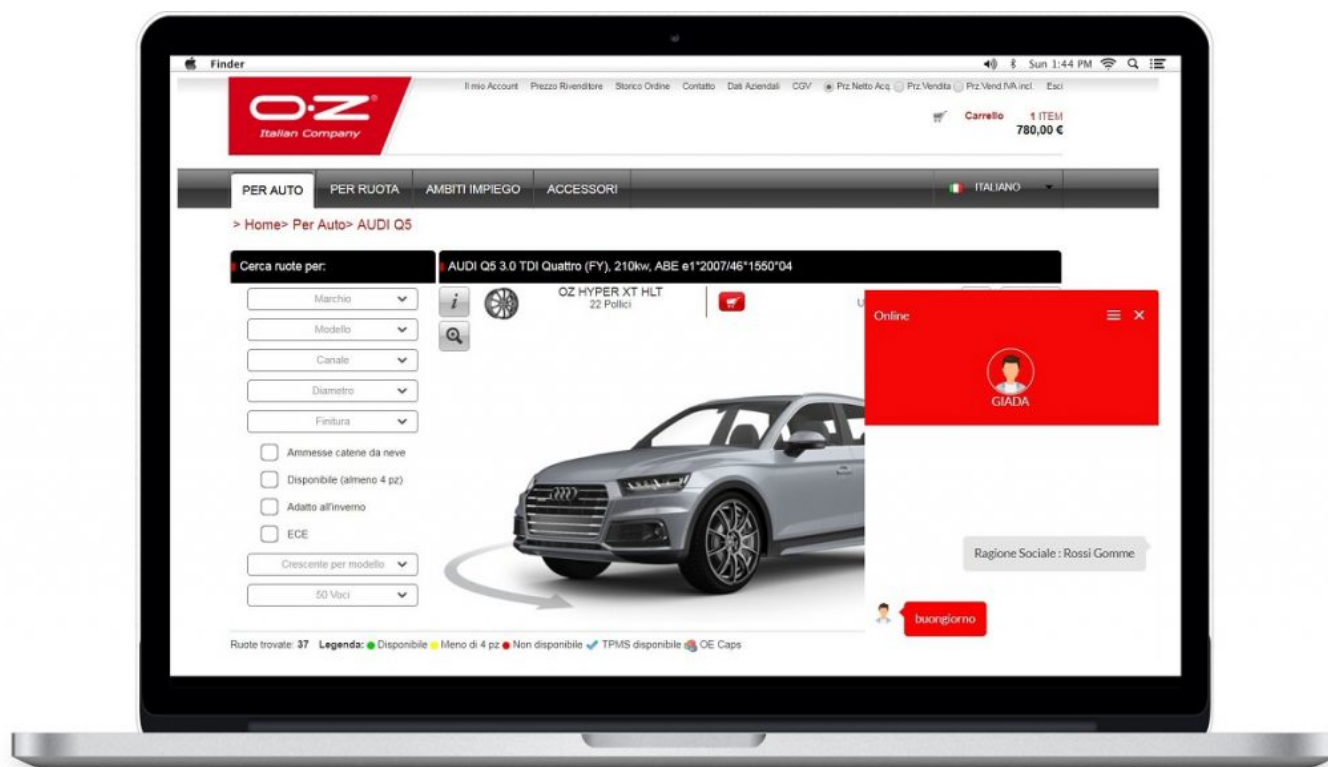 Finder
Sun 1:44 PM
Il mio Account Prezzo Rivenditore Storico Ordine Contatto Dati Aziendali CGV Prz.Netto Acq. Prz.Vendita Prz.Vend.IVA incl. Esci
O·Z
Italian Company
Carrello 1 ITEM
780,00 €
PER AUTO PER RUOTA AMBITI IMPIEGO ACCESSORI ITALIANO
> Home> Per Auto> AUDI Q5
Cerca ruote per:
AUDI Q5 3.0 TDI Quattro (FY), 210kw, ABE e1*2007/46*1550*04
Marchio
Modello
Canale
Diametro
Finitura
Ammesse catene da neve
Disponibile (almeno 4 pz)
Adatto all'inverno
ECE
Crescente per modello
50 Voci
i
OZ HYPER XT HLT
22 Pollici
U
Online
GIADA
Ragione Sociale : Rossi Gomme
buongiorno
Ruote trovate: 37 Legenda: Disponibile Meno di 4 pz Non disponibile TPMS disponibile OE Caps